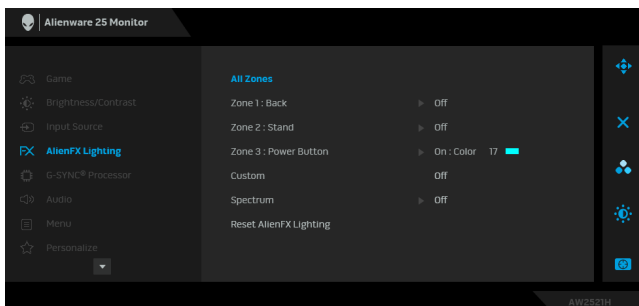 Alienware 25 Monitor
Game
Brightness/Contrast
Input Source
FX AlienFX Lighting
G-SYNC® Processor
Audio
Menu
Personalize
All Zones
Zone 1 : Back Off
Zone 2 : Stand Off
Zone 3 : Power Button On : Color 17
Custom Off
Spectrum Off
Reset AlienFX Lighting
AW2521H